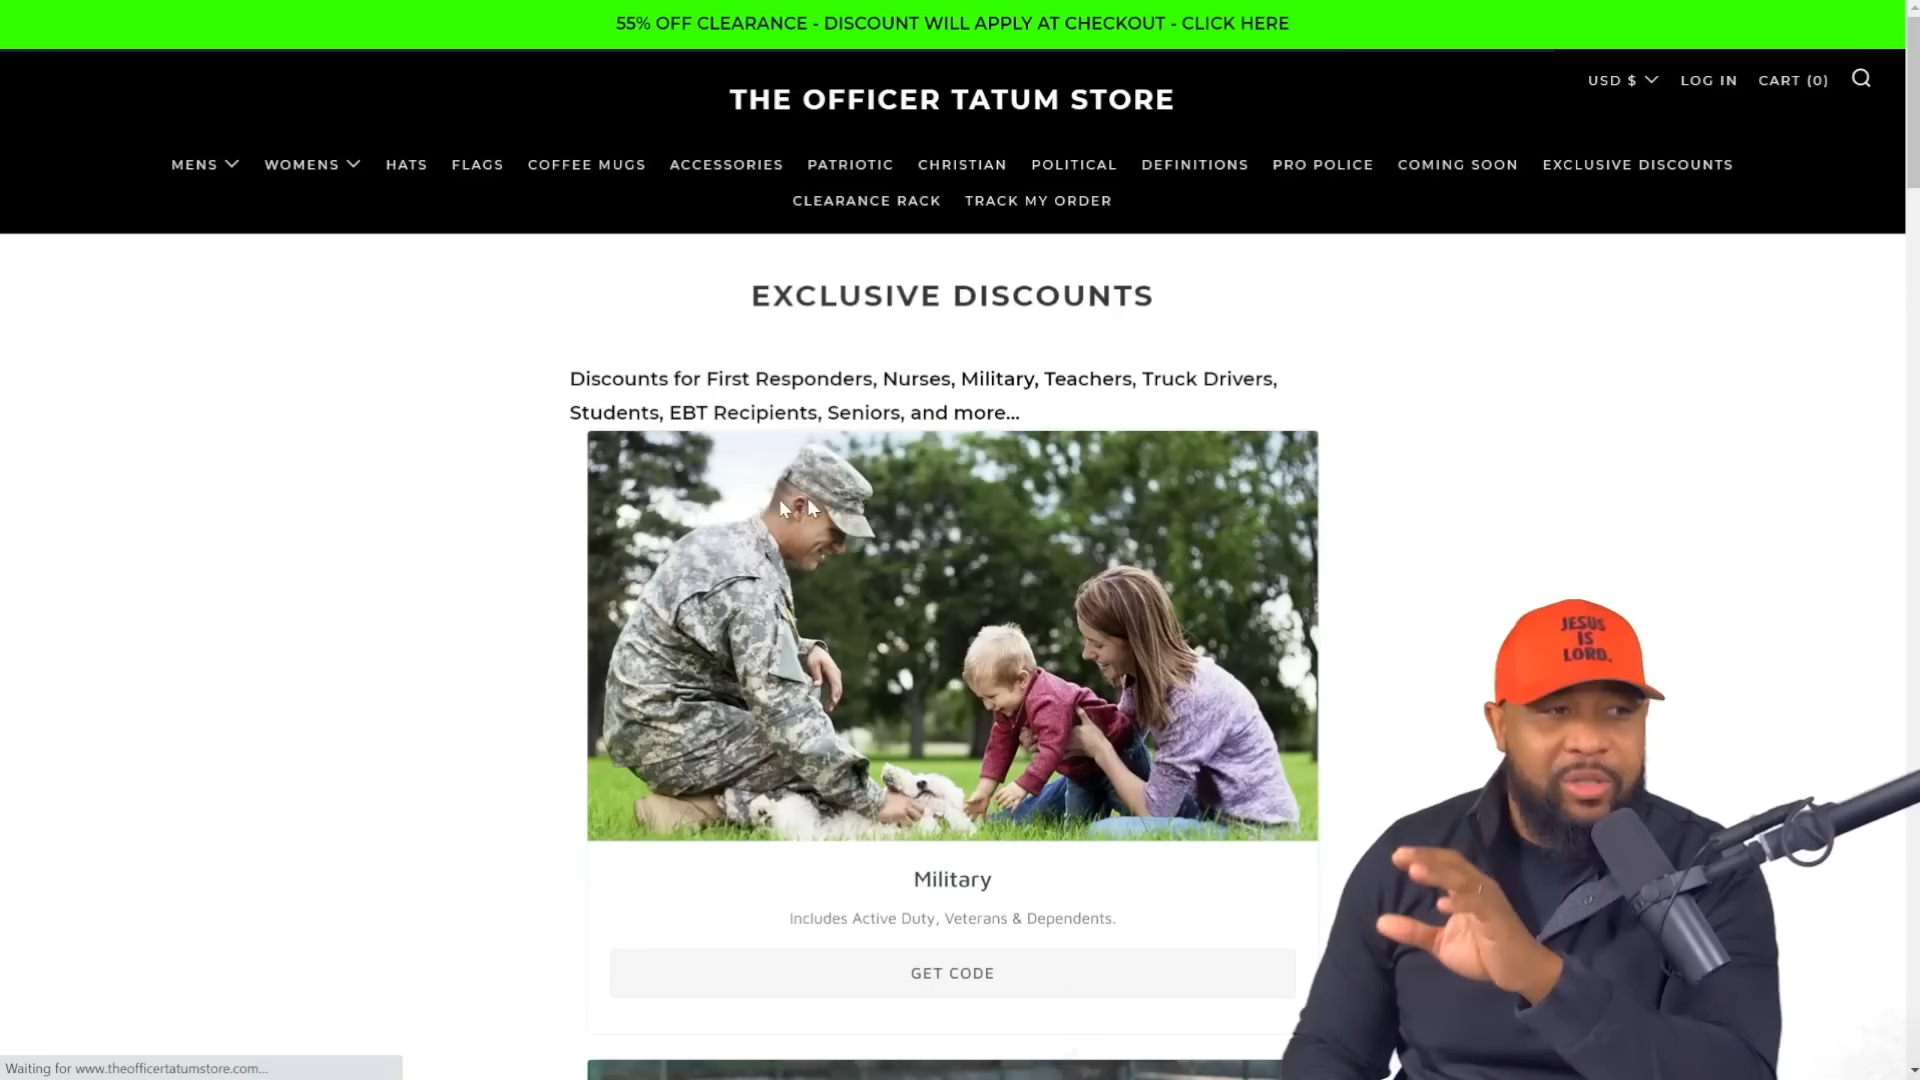 55% OFF CLEARANCE - DISCOUNT WILL APPLY AT CHECKOUT - CLICK HERE
USD $ LOG IN CART (0)
THE OFFICER TATUM STORE
MENS WOMENS HATS FLAGS COFFEE MUGS ACCESSORIES PATRIOTIC CHRISTIAN POLITICAL DEFINITIONS PRO POLICE COMING SOON EXCLUSIVE DISCOUNTS
CLEARANCE RACK TRACK MY ORDER
EXCLUSIVE DISCOUNTS
Discounts for First Responders, Nurses, Military, Teachers, Truck Drivers,
Students, EBT Recipients, Seniors, and more...
JESUS
IS
LORD.
Military
Includes Active Duty, Veterans & Dependents.
GET CODE
Waiting for www.theofficertatumstore.com...